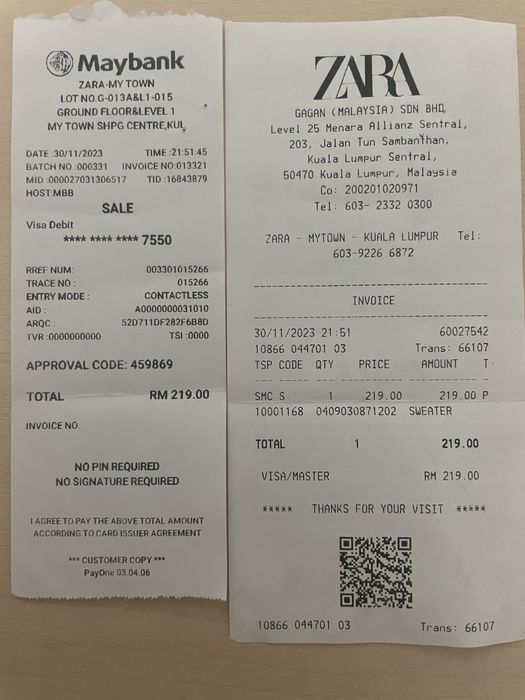 Maybank
ZARA-MY TOWN
LOT NO.G-013A&L1-015
GROUND FLOOR&LEVEL 1
MY TOWN SHPG CENTRE,KUL
DATE :30/11/2023 TIME :21:51:45
BATCH NO :000331 INVOICE NO:013321
MID :000027031306517 TID :16843879
HOST:MBB
SALE
Visa Debit
**** **** **** 7550
RREF NUM: 003301015266
TRACE NO : 015266
ENTRY MODE : CONTACTLESS
AID : A0000000031010
ARQC : 52D711DF282F6B8D
TVR :0000000000 TSI :0000
APPROVAL CODE: 459869
TOTAL RM 219.00
INVOICE NO.
NO PIN REQUIRED
NO SIGNATURE REQUIRED
I AGREE TO PAY THE ABOVE TOTAL AMOUNT
ACCORDING TO CARD ISSUER AGREEMENT
*** CUSTOMER COPY ***
PayOne 03.04.06
ZARA
GAGAN (MALAYSIA) SDN BHD,
Level 25 Menara Allianz Sentral,
203, Jalan Tun Sambanthan,
Kuala Lumpur Sentral,
50470 Kuala Lumpur, Malaysia
Co: 200201020971
Tel: 603- 2332 0300
ZARA - MYTOWN - KUALA LUMPUR Tel:
603-9226 6872
INVOICE
30/11/2023 21:51 60027542
10866 044701 03 Trans: 66107
TSP CODE QTY PRICE AMOUNT T
SMC S 1 219.00 219.00 P
10001168 0409030871202 SWEATER
TOTAL 1 219.00
VISA/MASTER RM 219.00
***** THANKS FOR YOUR VISIT *****
10866 044701 03 Trans: 66107